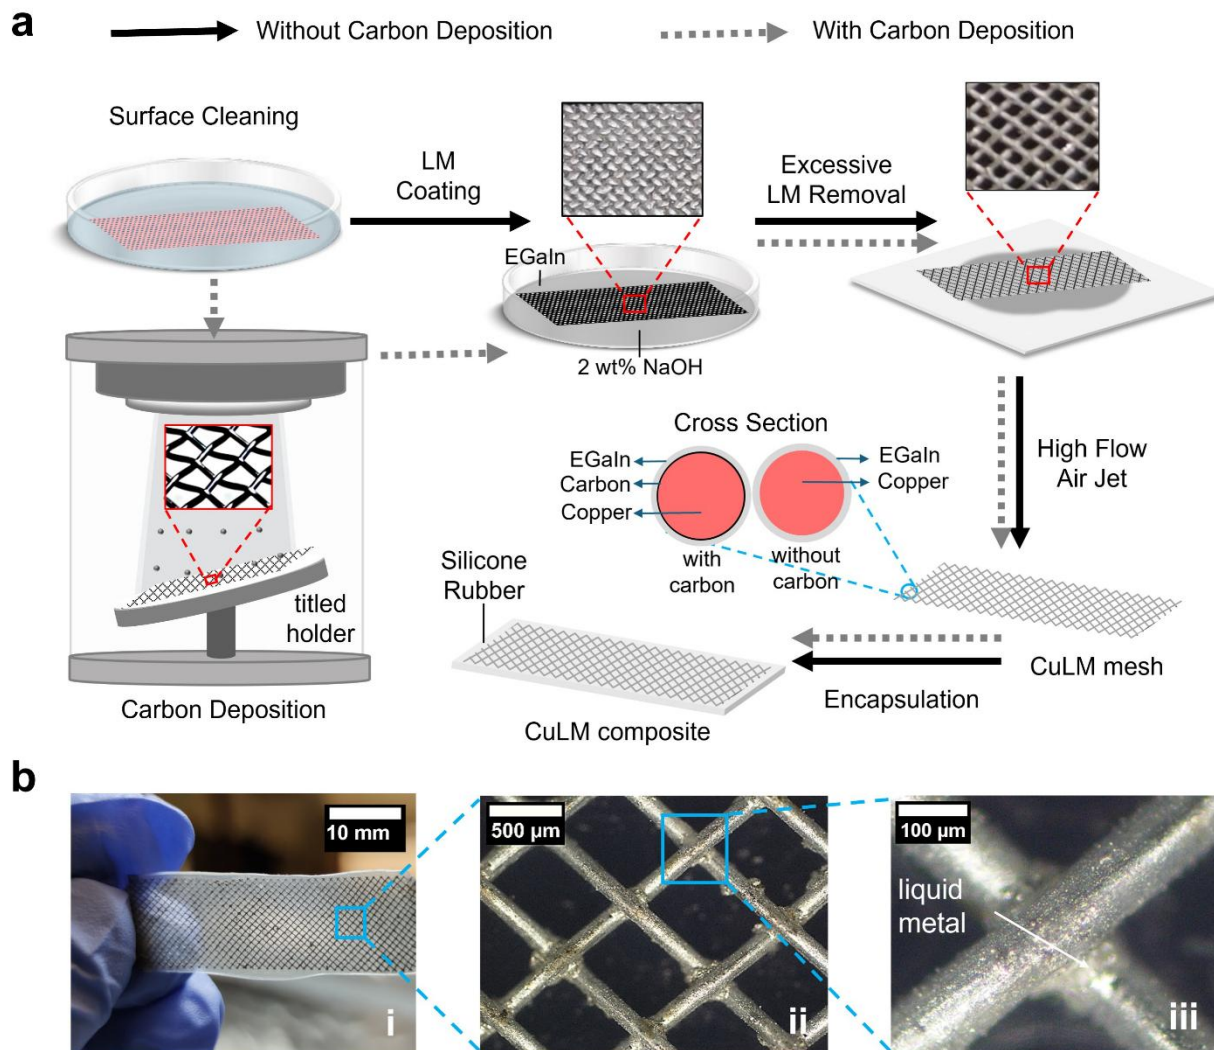 a
Without Carbon Deposition
With Carbon Deposition
Surface Cleaning
LM
Coating
Excessive
LM Removal
EGaIn
2 wt% NaOH
Cross Section
EGaIn
Carbon
Copper
EGaIn
Copper
with
carbon
without
carbon
High Flow
Air Jet
titled
holder
Carbon Deposition
Silicone
Rubber
CuLM mesh
Encapsulation
CuLM composite
b
10 mm
i
500 µm
ii
100 µm
liquid
metal
iii